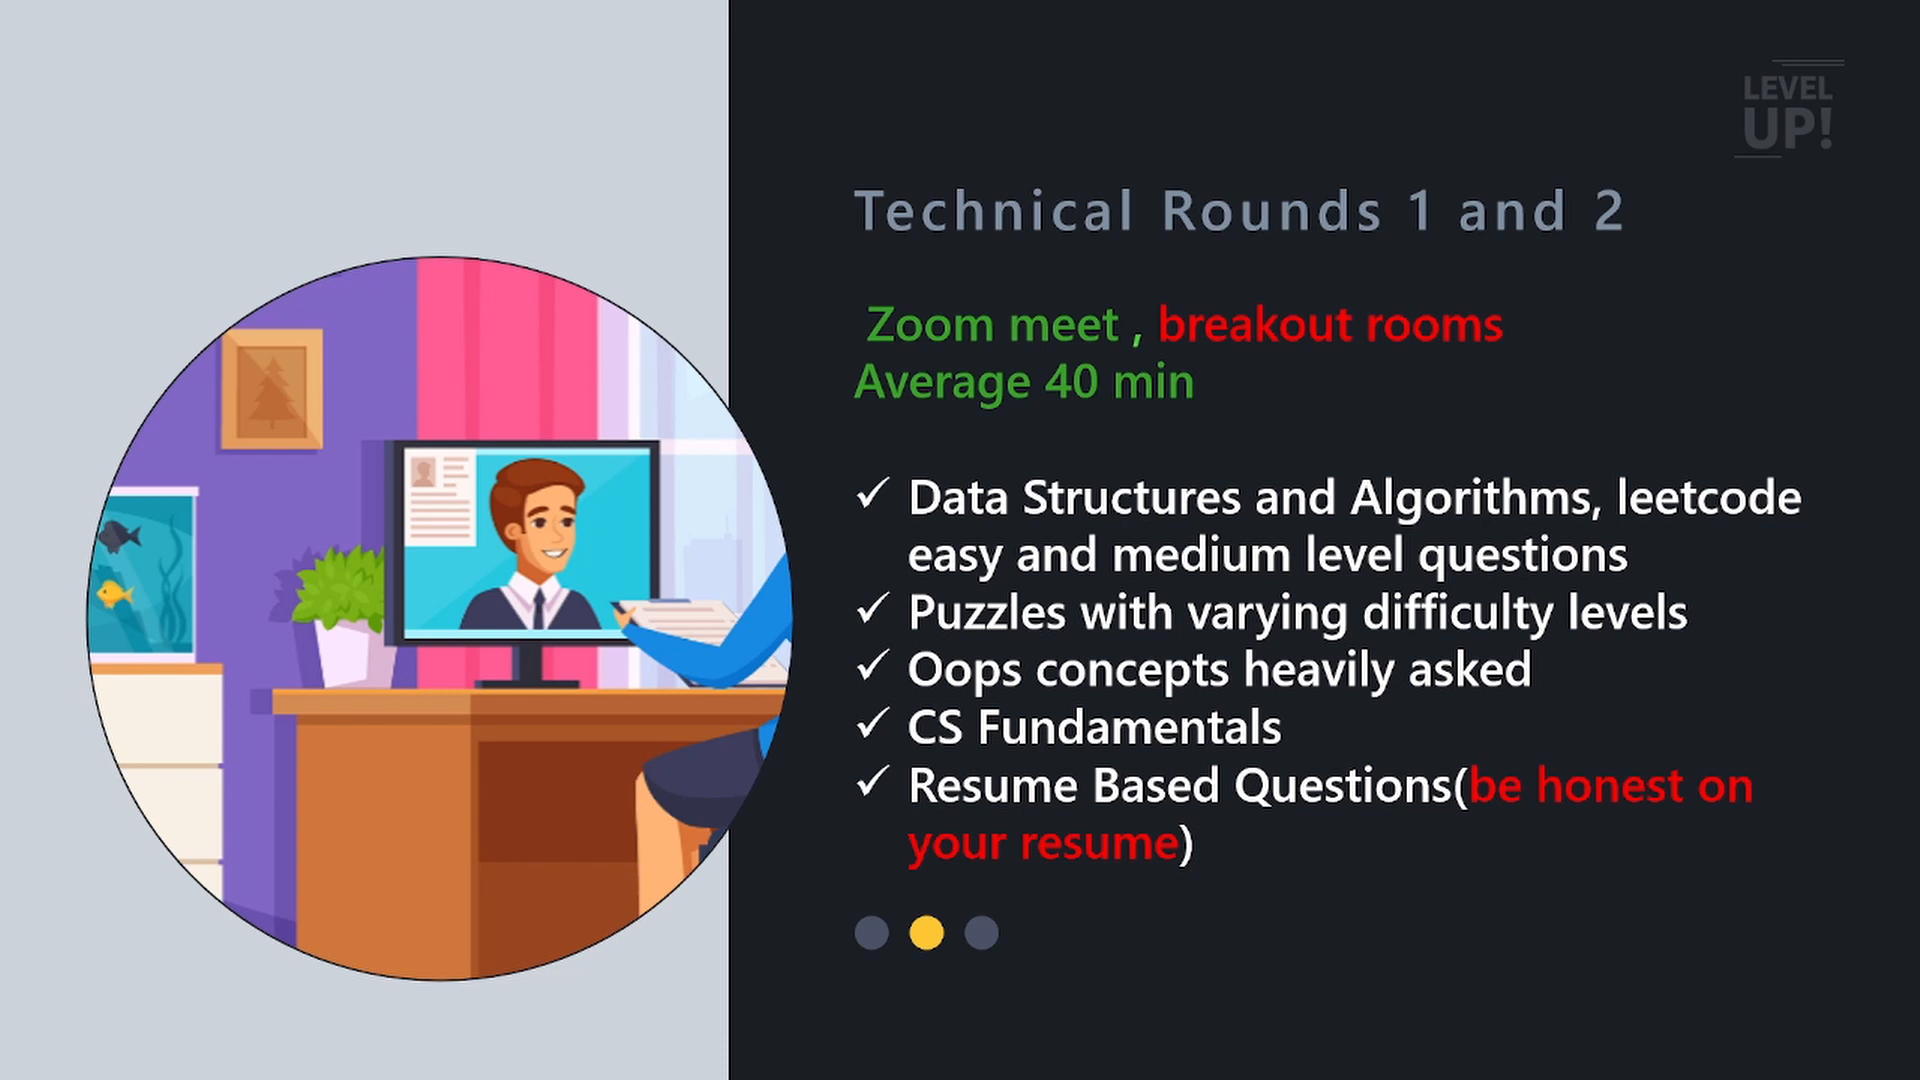 LEVEL
UP!
Technical Rounds 1 and 2
Zoom meet , breakout rooms
Average 40 min
✓ Data Structures and Algorithms, leetcode
easy and medium level questions
✓ Puzzles with varying difficulty levels
✓ Oops concepts heavily asked
✓ CS Fundamentals
✓ Resume Based Questions(be honest on
your resume)